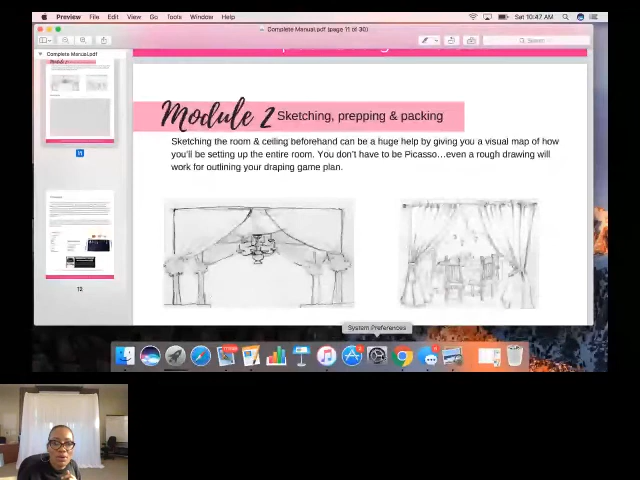 Preview File Edit View Go Tools Window Help
Sat 10:47 AM
Complete Manual.pdf (page 11 of 30)
Search
Complete Manual.pdf
Module 2 Sketching, prepping & packing
Sketching the room & ceiling beforehand can be a huge help by giving you a visual map of how
you'll be setting up the entire room. You don't have to be Picasso...even a rough drawing will
work for outlining your draping game plan.
11
12
System Preferences